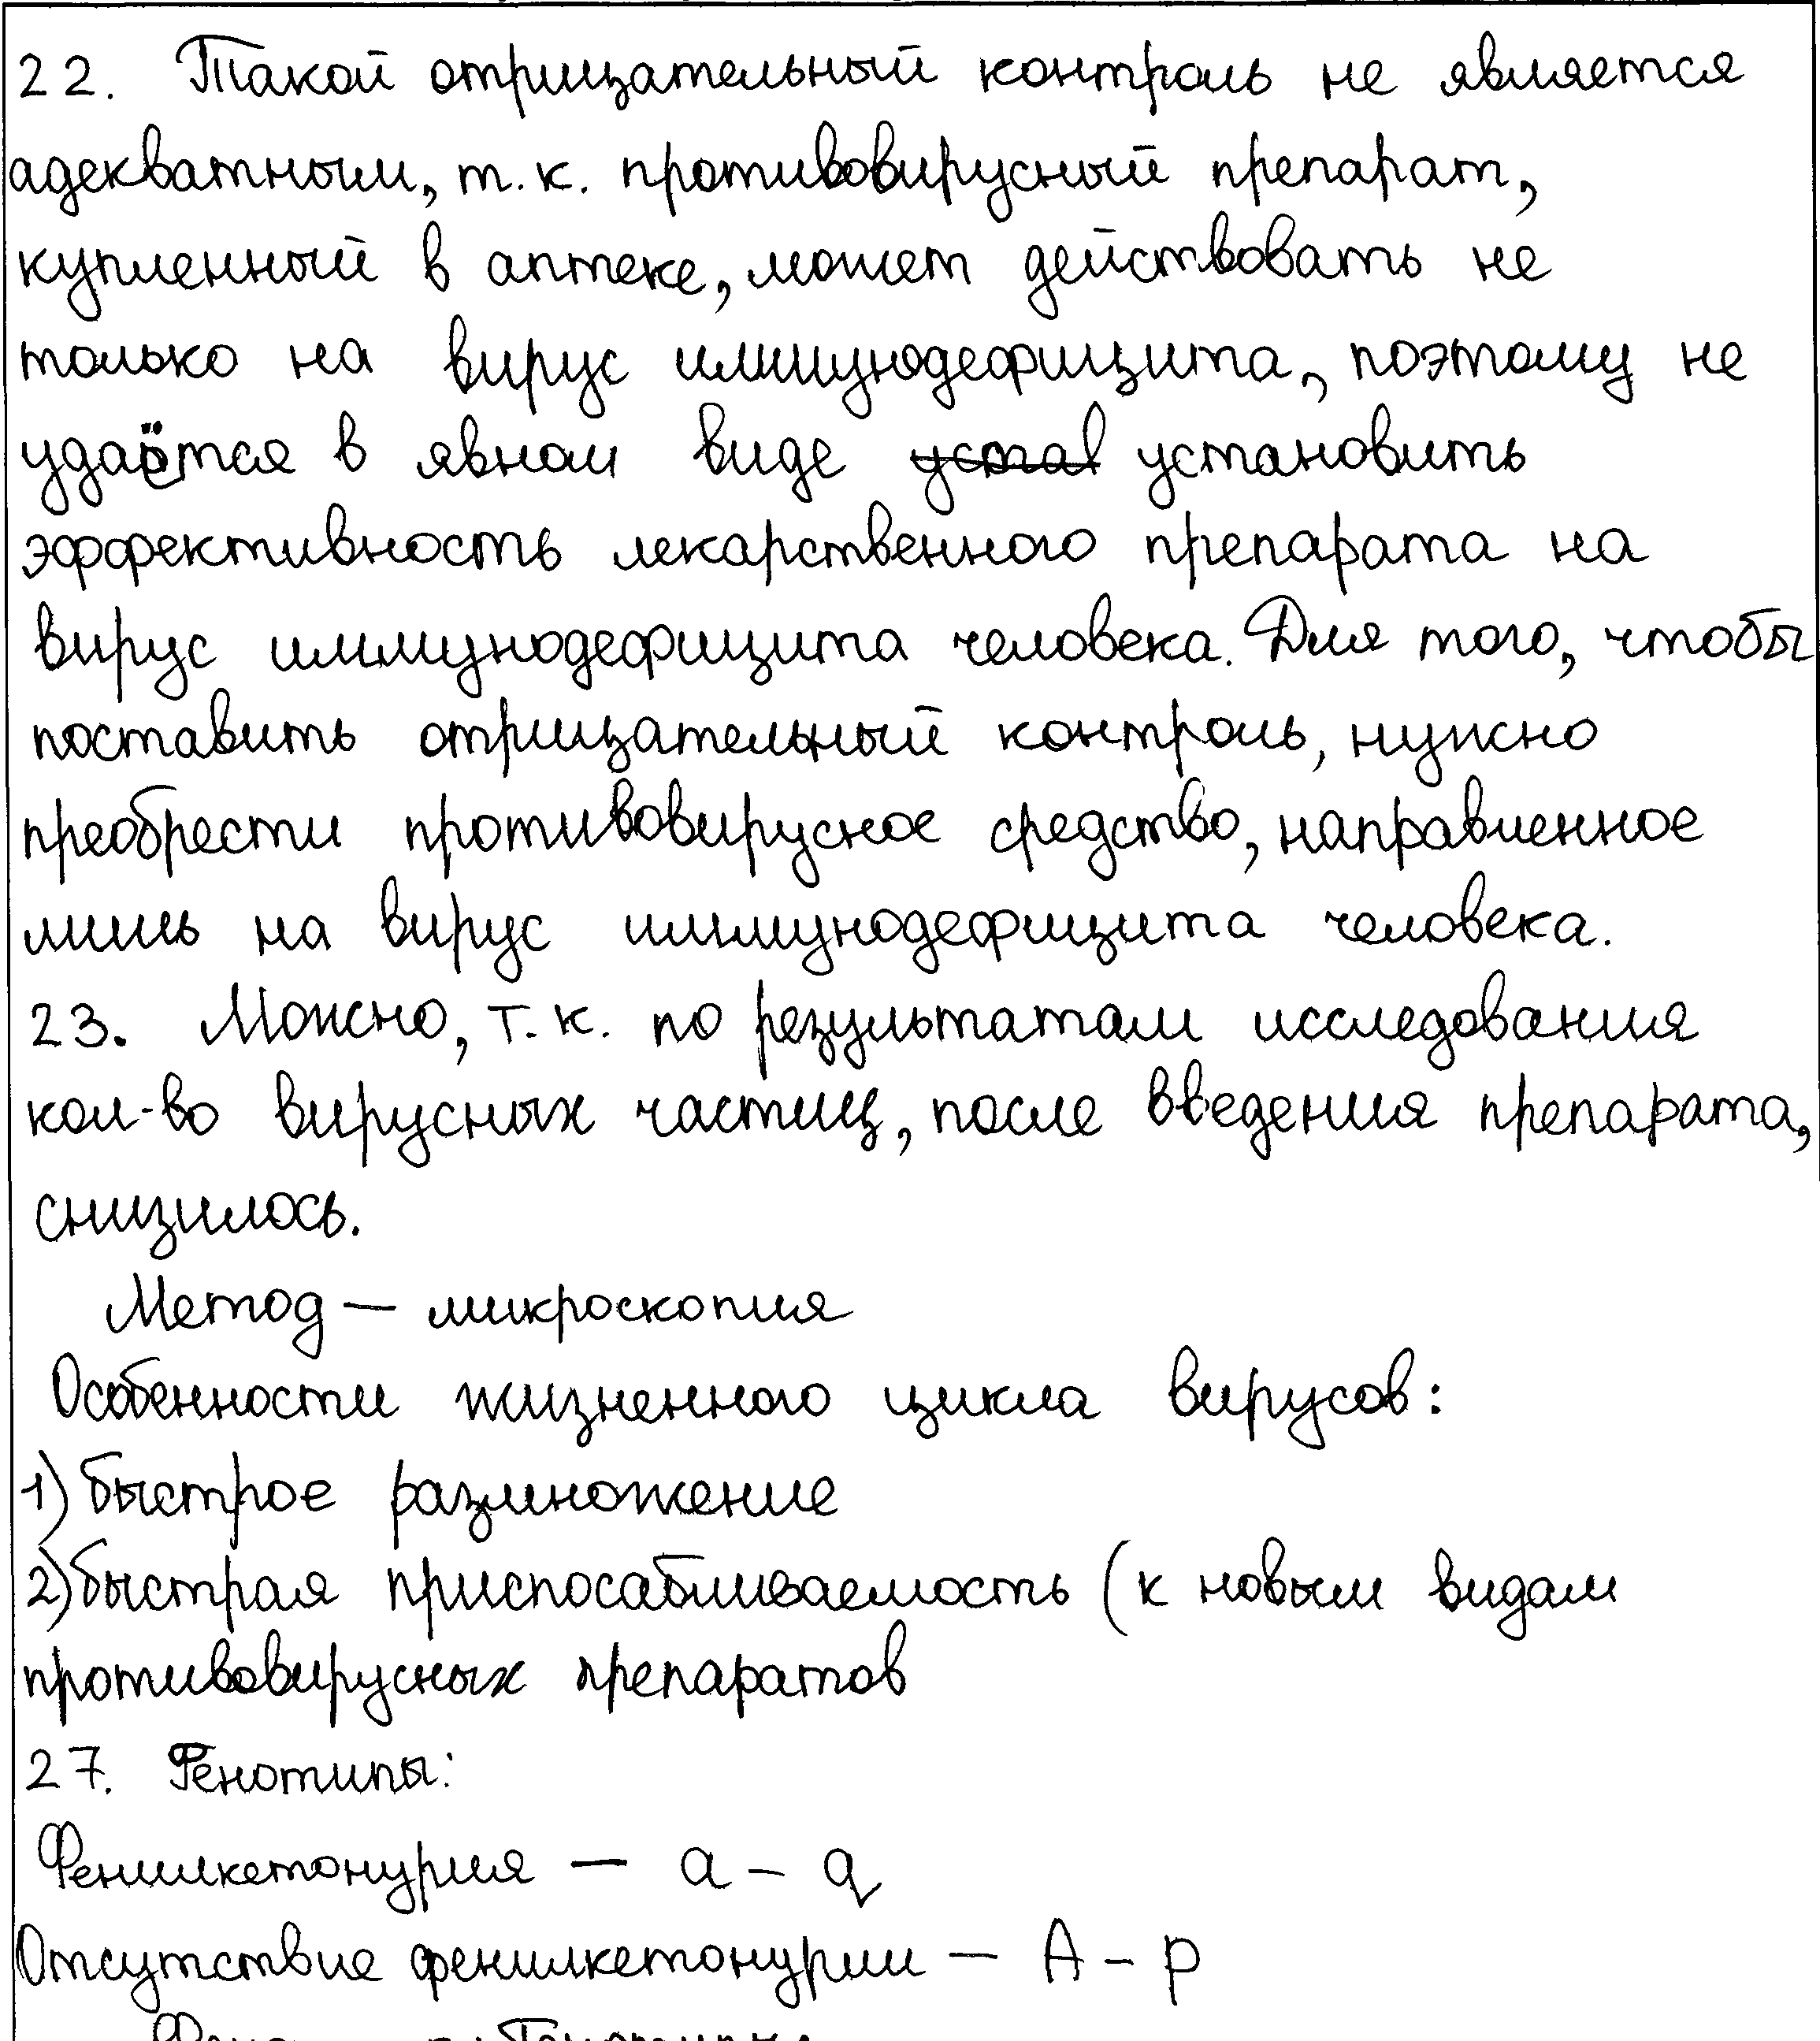 22. Такой отрицательный контроль не является
адекватным, т.к. противовирусный препарат,
купленный в аптеке, может действовать не
только на вирус иммунодефицита, поэтому не
удаётся в явном виде устав установить
эффективность лекарственного препарата на
вирус иммунодефицита человека. Для того, чтобы
поставить отрицательный контроль, нужно
преобрести противовирусное средство, направленное
лишь на вирус иммунодефицита человека.
23. Можно, т.к. по результатам исследования
кол-во вирусных частиц, после введения препарата,
снизилось.
Метод — микроскопия
Особенности жизненного цикла вирусов:
1) быстрое размножение
2) быстрая приспосабливаемость (к новым видам
противовирусных препаратов
27. Фенотипы:
Фенилкетонурия — a – q
Отсутствие фенилкетонурии — A – p